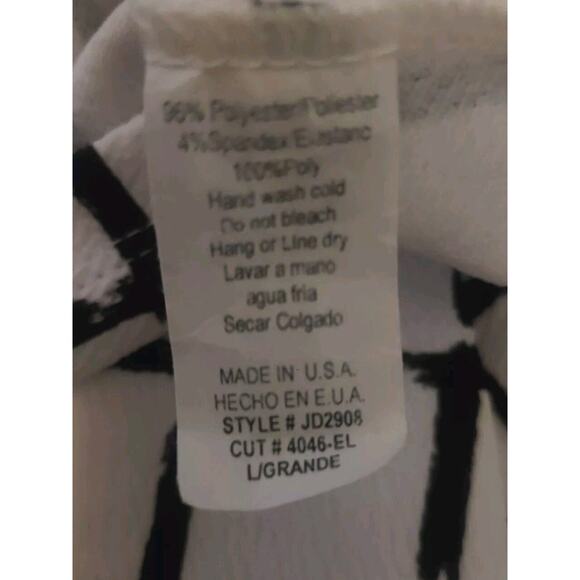 96% Polyester/Poliester
4%Spandex Elastano
100%Poly
Hand wash cold
Do not bleach
Hang or Line dry
Lavar a mano
agua fria
Secar Colgado
MADE IN U.S.A.
HECHO EN E.U.A.
STYLE # JD2908
CUT # 4046-EL
L/GRANDE